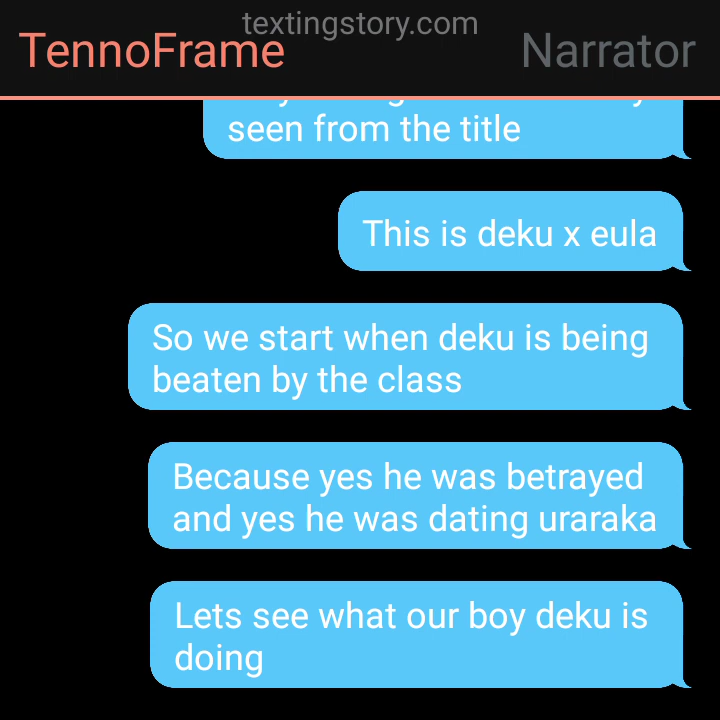 textingstory.com
TennoFrame
Narrator
seen from the title
This is deku x eula
So we start when deku is being
beaten by the class
Because yes he was betrayed
and yes he was dating uraraka
Lets see what our boy deku is
doing